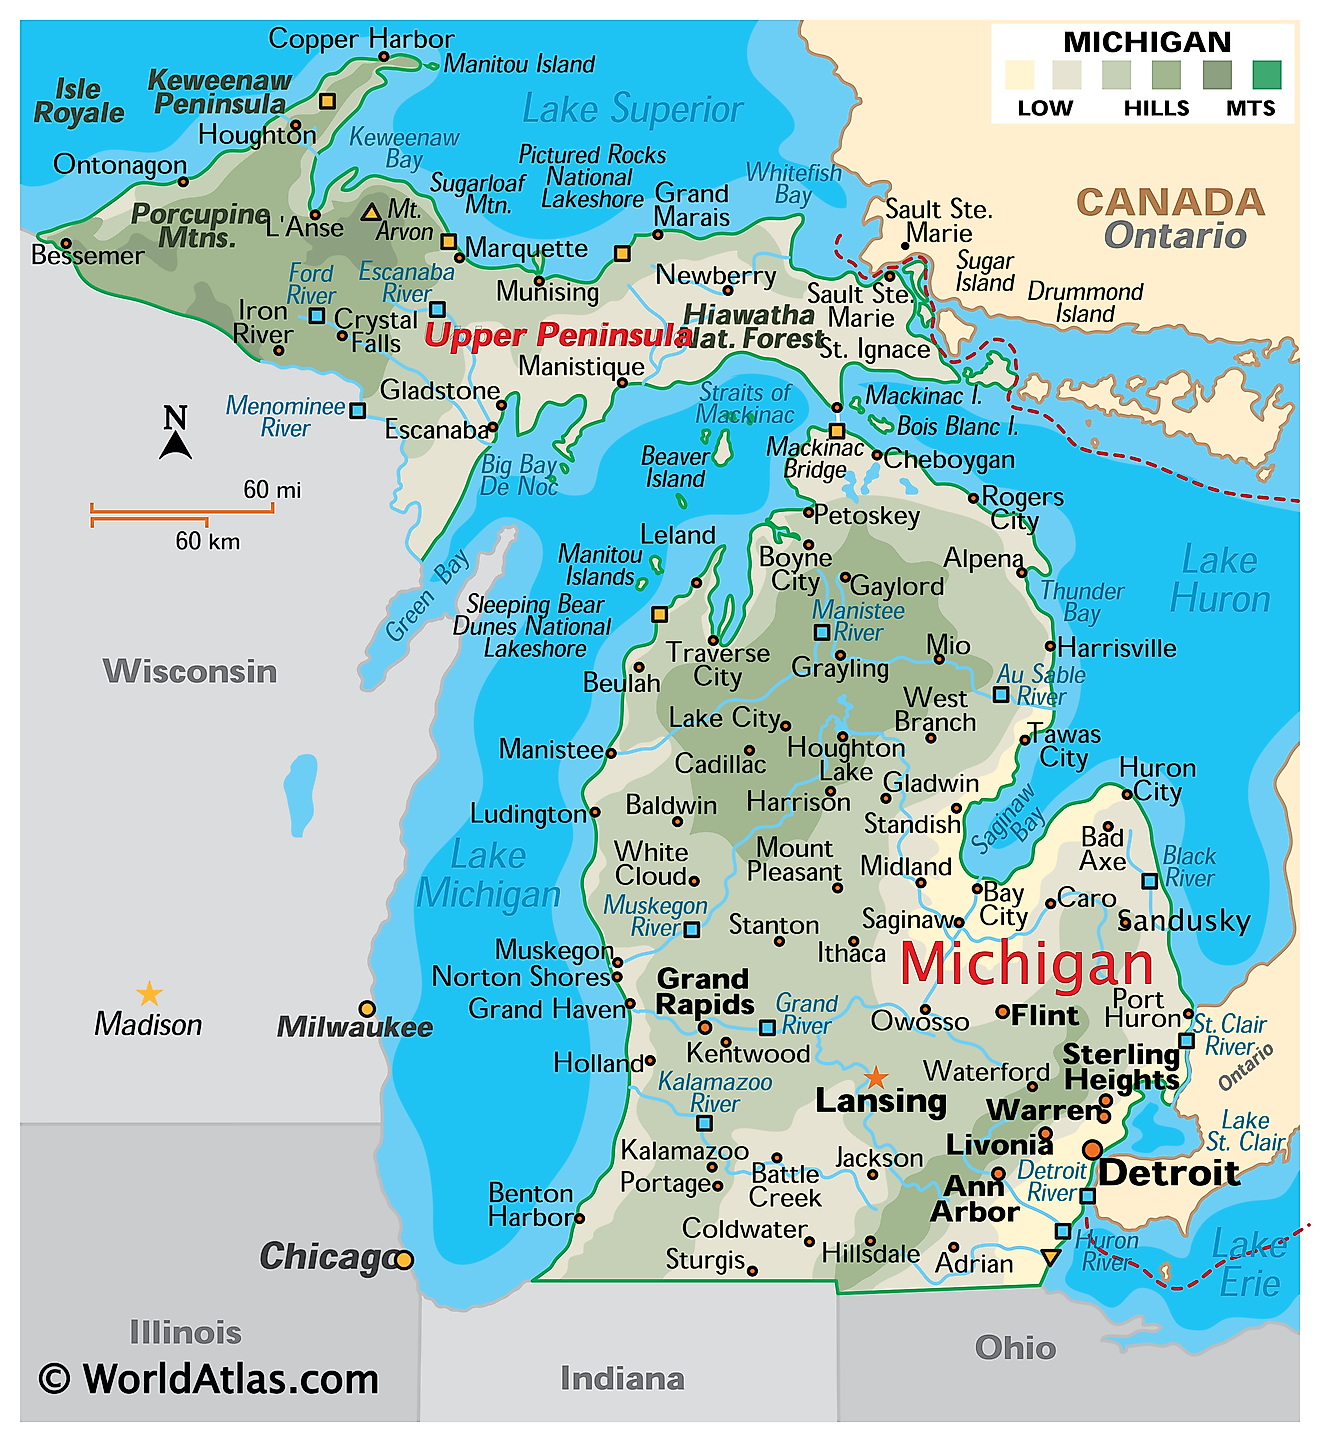 MICHIGAN
LOW
HILLS
MTS
Copper Harbor
Manitou Island
Isle
Royale
Keweenaw
Peninsula
Houghton
Lake Superior
Keweenaw
Bay
Ontonagon
Pictured Rocks
National
Lakeshore
Sugarloaf
Mtn.
Grand
Marais
Whitefish
Bay
CANADA
Ontario
Sault Ste.
Marie
Porcupine
Mtns.
L'Anse
Mt.
Arvon
Marquette
Bessemer
Ford
River
Escanaba
River
Munising
Newberry
Sugar
Island
Drummond
Island
Sault Ste.
Marie
Iron
River
Crystal
Falls
Upper Peninsula
Hiawatha
Nat. Forest
St. Ignace
Manistique
Gladstone
Straits of
Mackinac
Mackinac I.
Bois Blanc I.
Menominee
River
N
Escanaba
Big Bay
De Noc
Beaver
Island
Mackinac
Bridge
Cheboygan
60 mi
60 km
Rogers
City
Petoskey
Leland
Manitou
Islands
Boyne
City
Gaylord
Alpena
Lake
Huron
Thunder
Bay
Green Bay
Sleeping Bear
Dunes National
Lakeshore
Manistee
River
Wisconsin
Traverse
City
Grayling
Mio
Harrisville
Beulah
Au Sable
River
West
Branch
Lake City
Manistee
Cadillac
Houghton
Lake
Tawas
City
Gladwin
Huron
City
Ludington
Baldwin
Harrison
Standish
Saginaw
Bay
Lake
Michigan
White
Cloud
Mount
Pleasant
Midland
Bad
Axe
Black
River
Muskegon
River
Stanton
Saginaw
Bay
City
Caro
Sandusky
Ithaca
Michigan
Muskegon
Norton Shores
Grand Haven
Grand
Rapids
Grand
River
Owosso
Flint
Port
Huron
St. Clair
River
Ontario
Madison
Milwaukee
Kentwood
Holland
Kalamazoo
River
Lansing
Waterford
Sterling
Heights
Warren
Lake
St. Clair
Livonia
Detroit
Detroit
River
Kalamazoo
Portage
Battle
Creek
Jackson
Ann
Arbor
Benton
Harbor
Coldwater
Sturgis
Hillsdale
Adrian
Huron
River
Lake
Erie
Chicago
Illinois
Indiana
Ohio
© WorldAtlas.com